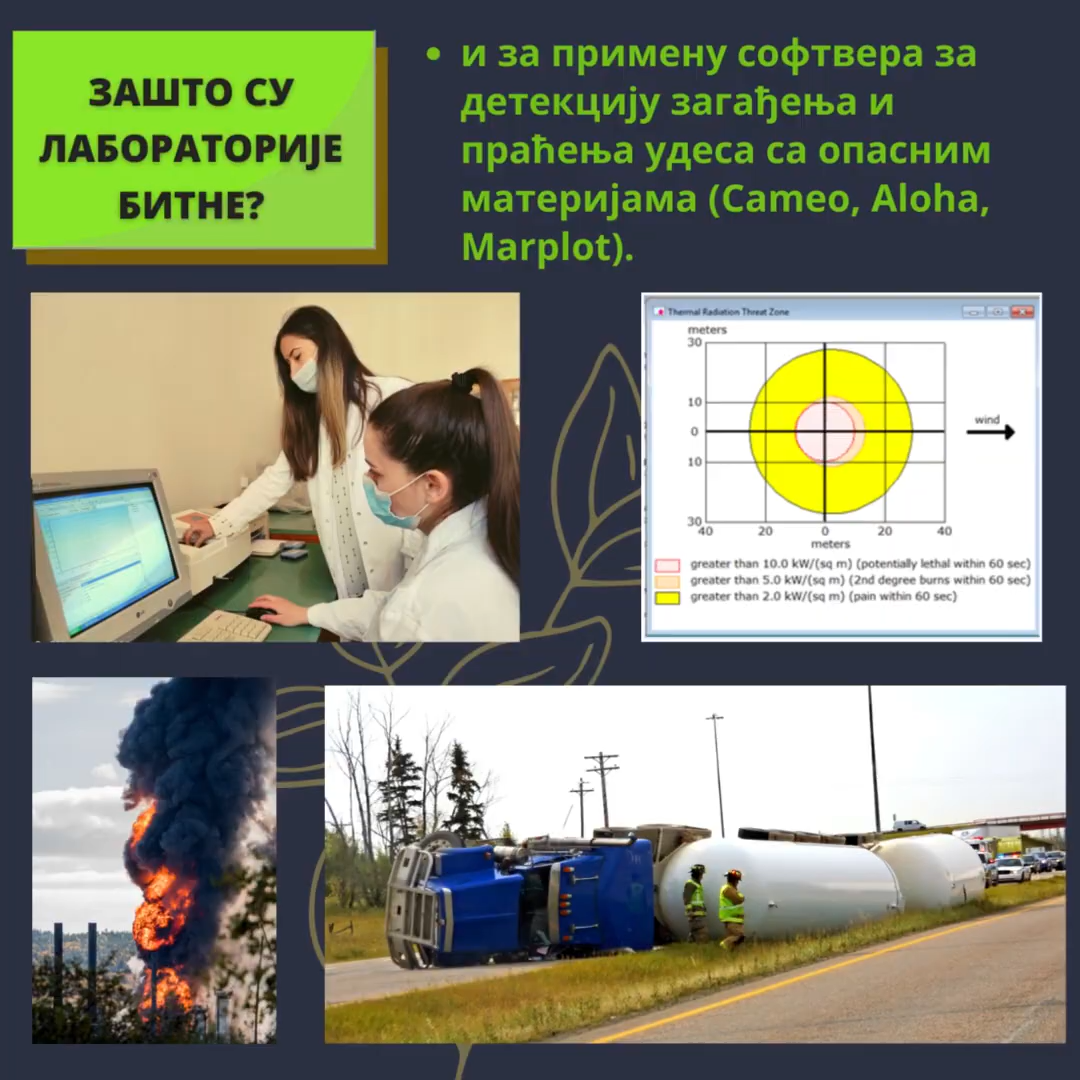 ЗАШТО СУ
ЛАБОРАТОРИЈЕ
БИТНЕ?
• и за примену софтвера за
детекцију загађења и
праћења удеса са опасним
материјама (Cameo, Aloha,
Marplot).
Thermal Radiation Threat Zone
meters
30
10
0
10
30
40 20 0 20 40
meters
wind
greater than 10.0 kW/(sq m) (potentially lethal within 60 sec)
greater than 5.0 kW/(sq m) (2nd degree burns within 60 sec)
greater than 2.0 kW/(sq m) (pain within 60 sec)
LG